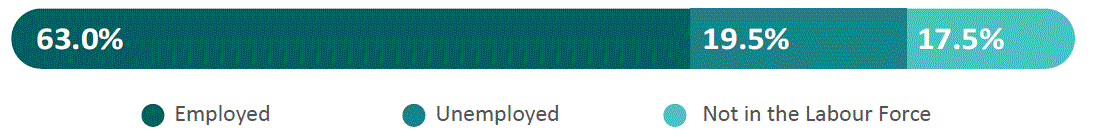 63.0% 19.5% 17.5%
Employed Unemployed Not in the Labour Force